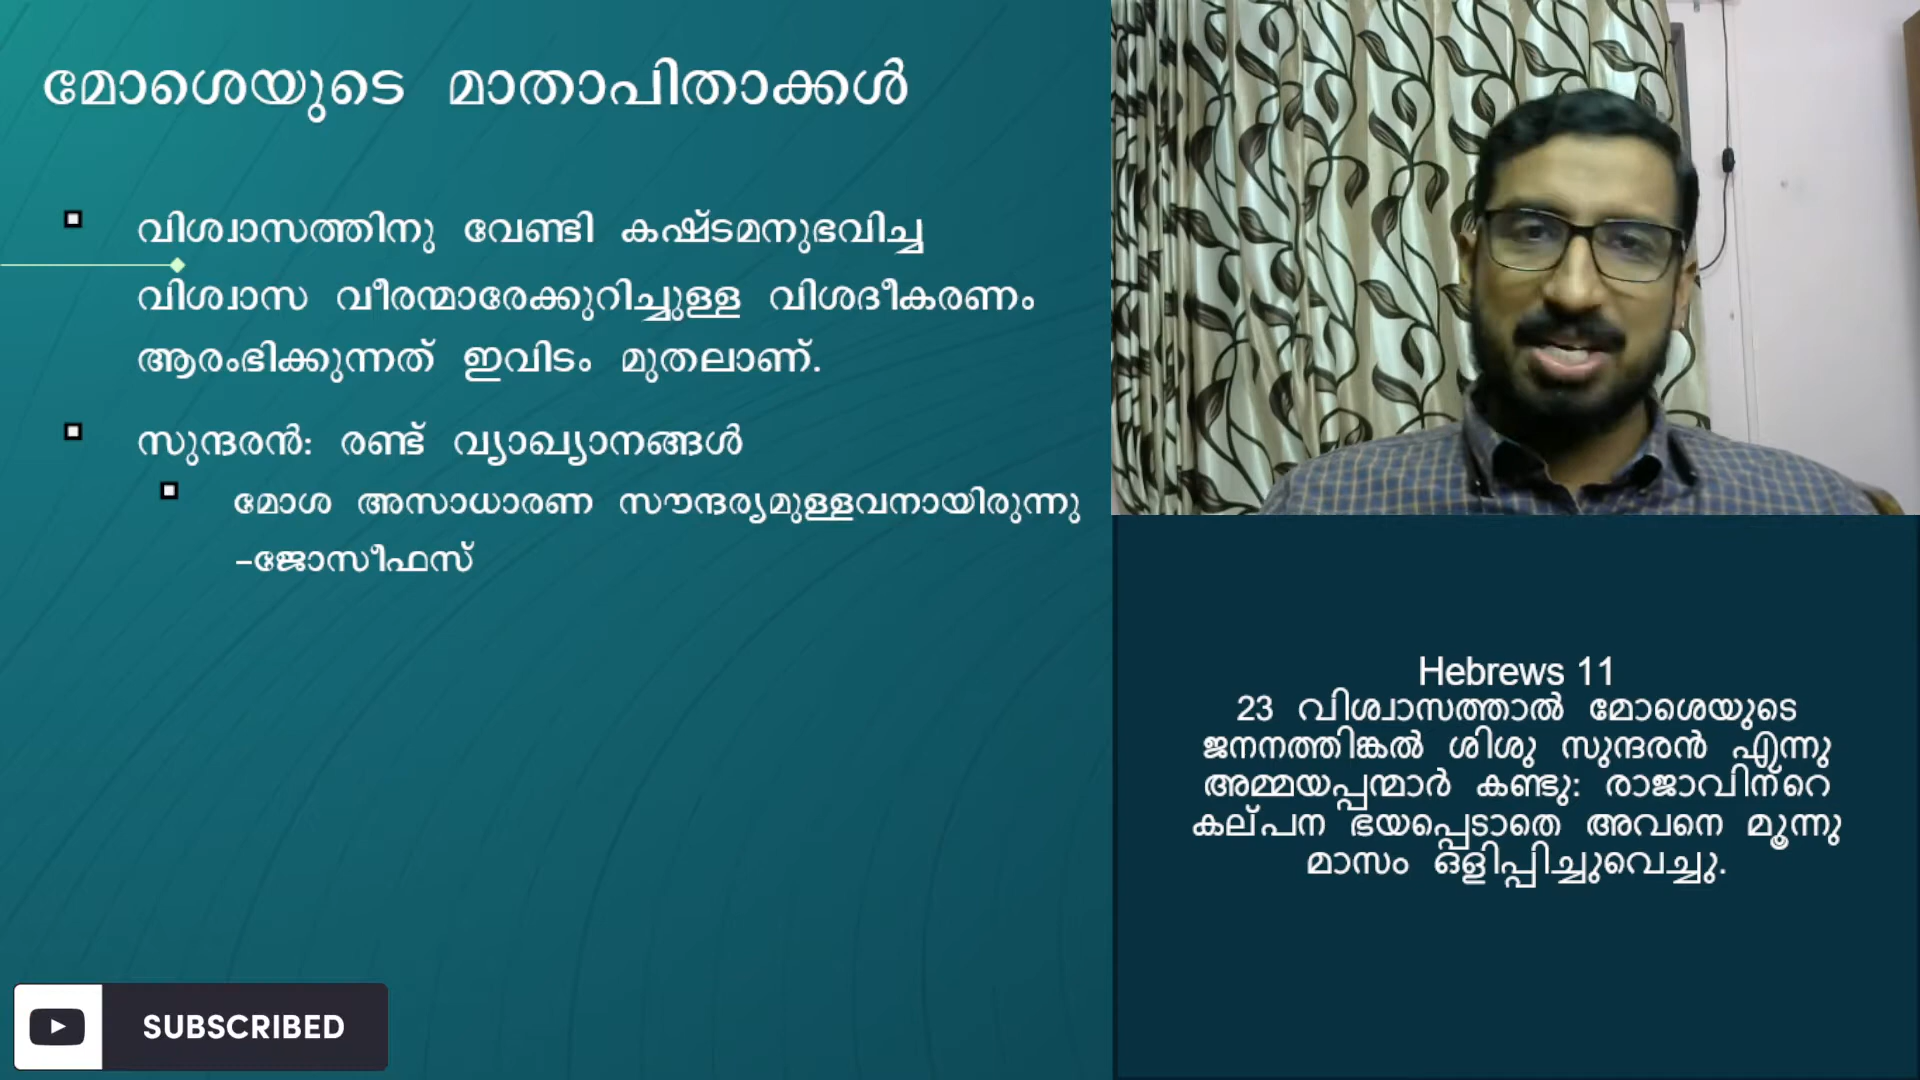 മോശെയുടെ മാതാപിതാക്കൾ
വിശ്വാസത്തിനു വേണ്ടി കഷ്ടമനുഭവിച്ച
വിശ്വാസ വീരന്മാരേക്കുറിച്ചുള്ള വിശദീകരണം
ആരംഭിക്കുന്നത് ഇവിടം മുതലാണ്.
സുന്ദരൻ: രണ്ട് വ്യാഖ്യാനങ്ങൾ
മോശ അസാധാരണ സൗന്ദര്യമുള്ളവനായിരുന്നു
–ജോസീഫസ്
Hebrews 11
23 വിശ്വാസത്താൽ മോശെയുടെ
ജനനത്തിങ്കൽ ശിശു സുന്ദരൻ എന്നു
അമ്മയപ്പന്മാർ കണ്ടു: രാജാവിന്റെ
കല്പന ഭയപ്പെടാതെ അവനെ മൂന്നു
മാസം ഒളിപ്പിച്ചുവെച്ചു.
SUBSCRIBED